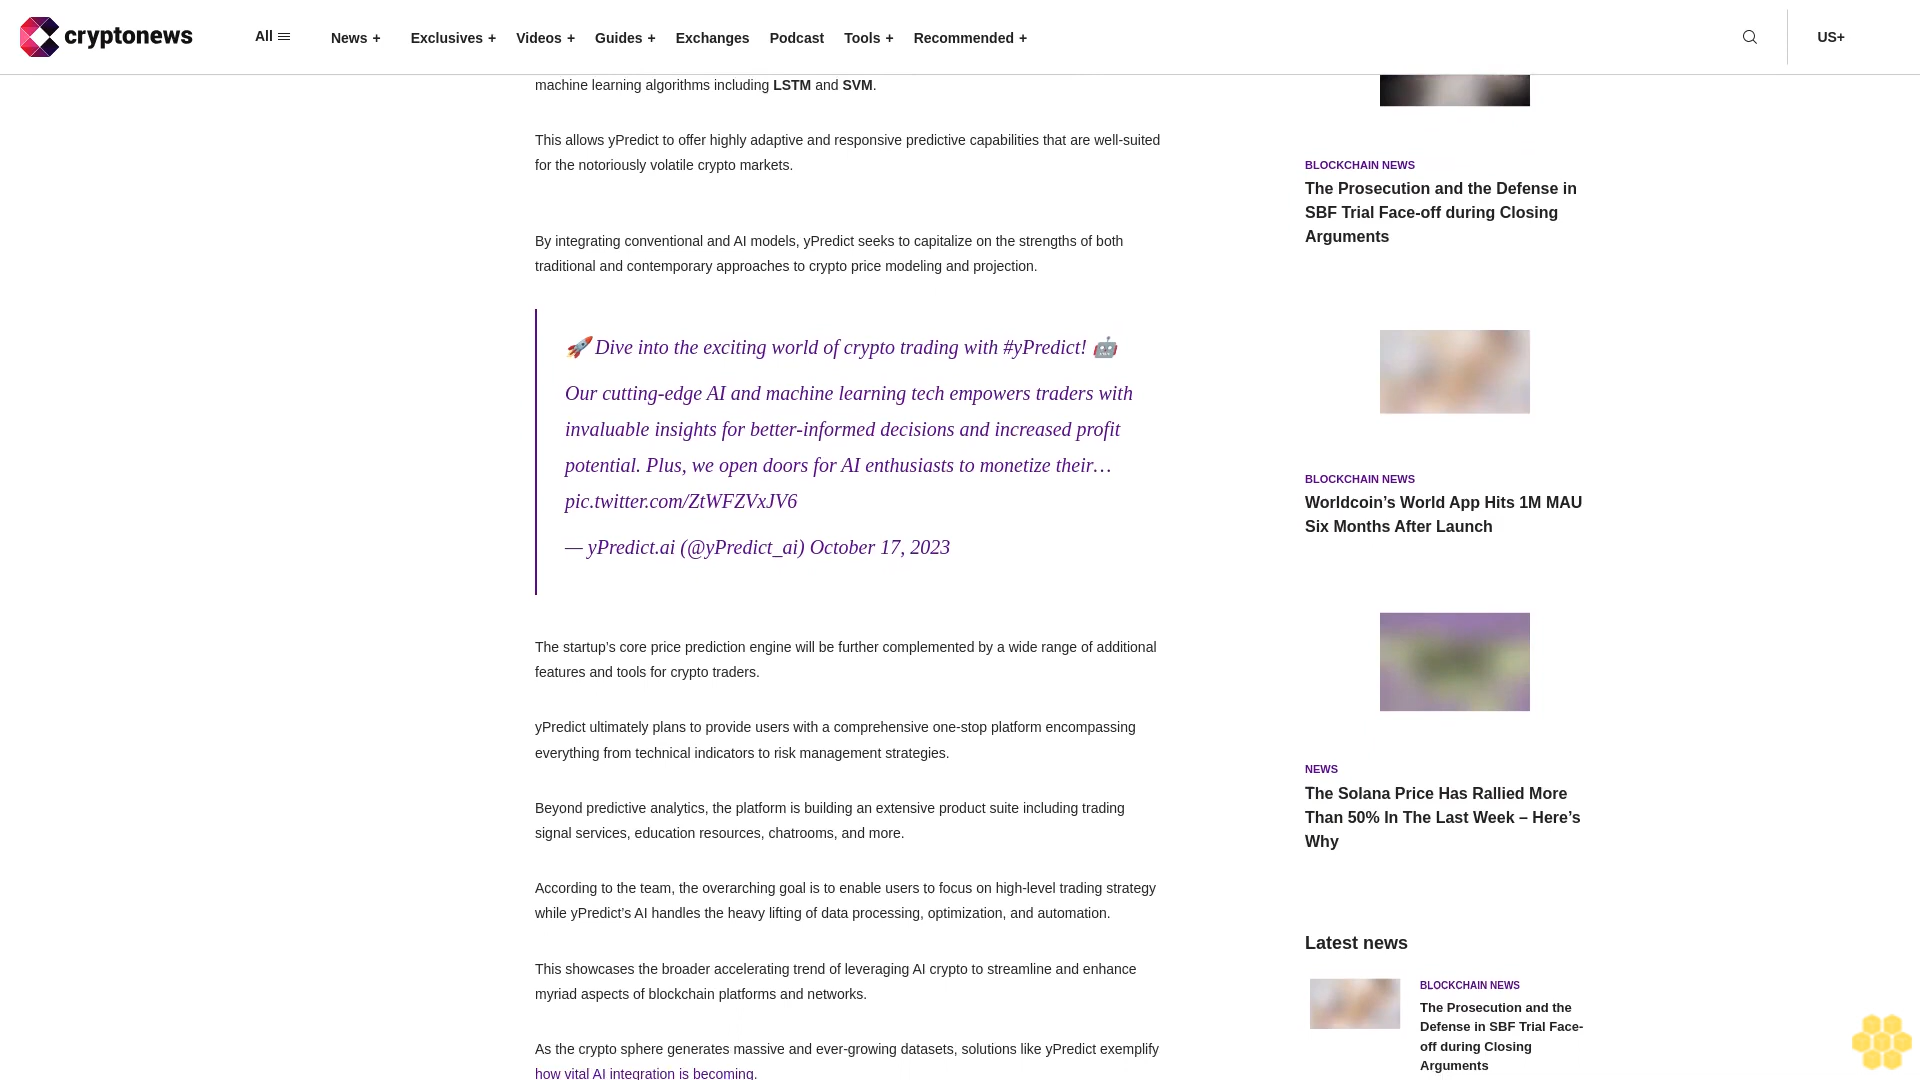 cryptonews
All
News +
Exclusives +
Videos +
Guides +
Exchanges
Podcast
Tools +
Recommended +
US+
machine learning algorithms including LSTM and SVM.
This allows yPredict to offer highly adaptive and responsive predictive capabilities that are well-suited
for the notoriously volatile crypto markets.
By integrating conventional and AI models, yPredict seeks to capitalize on the strengths of both
traditional and contemporary approaches to crypto price modeling and projection.
🚀 Dive into the exciting world of crypto trading with #yPredict! 🤖
Our cutting-edge AI and machine learning tech empowers traders with
invaluable insights for better-informed decisions and increased profit
potential. Plus, we open doors for AI enthusiasts to monetize their…
pic.twitter.com/ZtWFZVxJV6
— yPredict.ai (@yPredict_ai) October 17, 2023
The startup’s core price prediction engine will be further complemented by a wide range of additional
features and tools for crypto traders.
yPredict ultimately plans to provide users with a comprehensive one-stop platform encompassing
everything from technical indicators to risk management strategies.
Beyond predictive analytics, the platform is building an extensive product suite including trading
signal services, education resources, chatrooms, and more.
According to the team, the overarching goal is to enable users to focus on high-level trading strategy
while yPredict’s AI handles the heavy lifting of data processing, optimization, and automation.
This showcases the broader accelerating trend of leveraging AI crypto to streamline and enhance
myriad aspects of blockchain platforms and networks.
As the crypto sphere generates massive and ever-growing datasets, solutions like yPredict exemplify
how vital AI integration is becoming.
BLOCKCHAIN NEWS
The Prosecution and the Defense in
SBF Trial Face-off during Closing
Arguments
BLOCKCHAIN NEWS
Worldcoin’s World App Hits 1M MAU
Six Months After Launch
NEWS
The Solana Price Has Rallied More
Than 50% In The Last Week – Here’s
Why
Latest news
BLOCKCHAIN NEWS
The Prosecution and the
Defense in SBF Trial Face-
off during Closing
Arguments